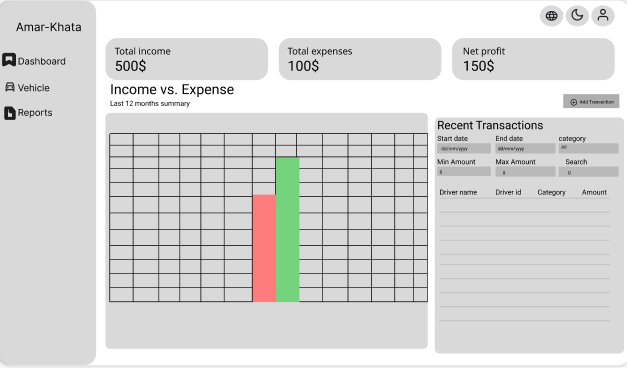 Amar-Khata
Dashboard
Vehicle
Reports
Total income
500$
Total expenses
100$
Net profit
150$
Income vs. Expense
Last 12 months summary
Add Transaction
Recent Transactions
Start date End date category
dd/mm/yyyy dd/mm/yyyy All
Min Amount Max Amount Search
0 0 0
Driver name Driver id Category Amount